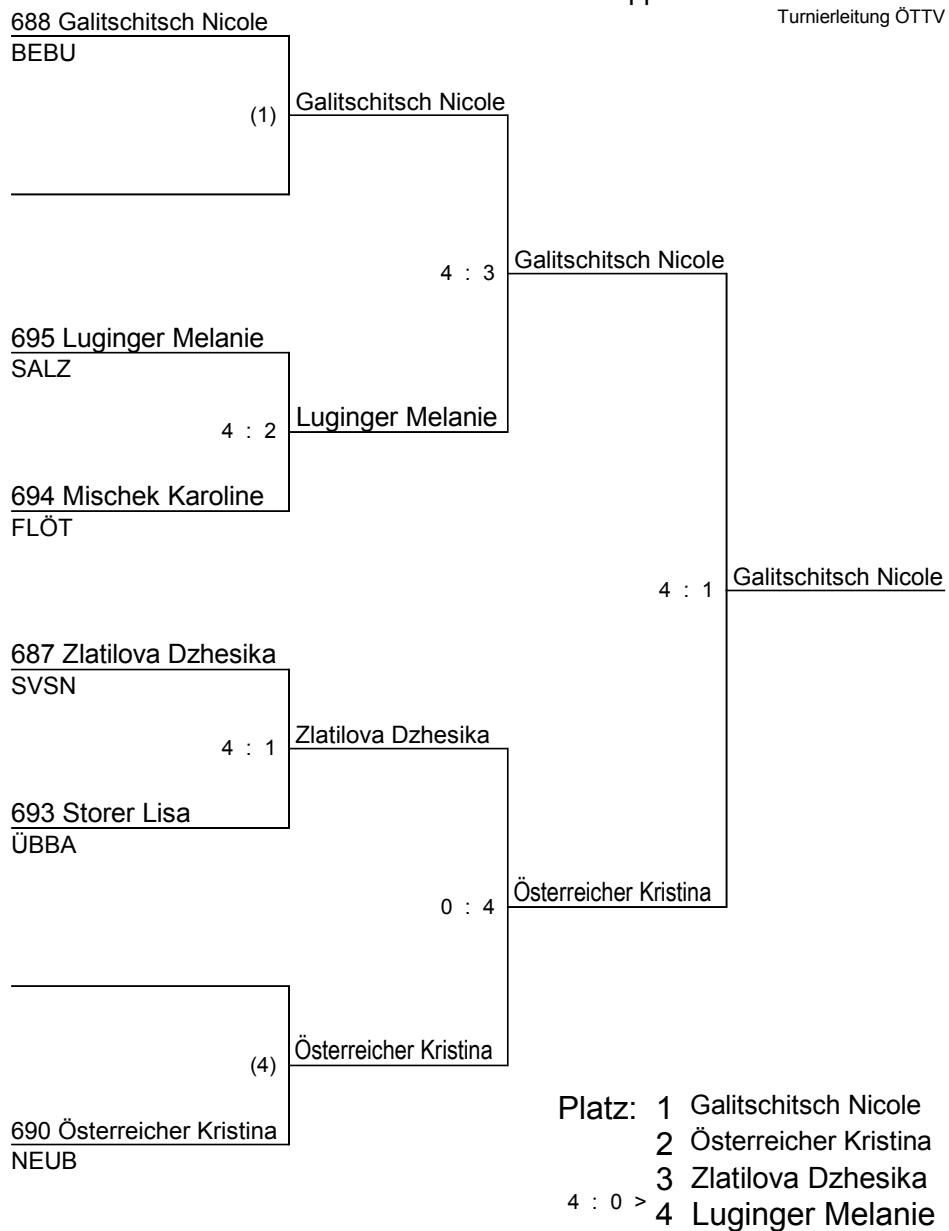 Turnierleitung ÖTTV
688 Galitschitsch Nicole
BEBU
(1)
Galitschitsch Nicole
4 : 3
Galitschitsch Nicole
695 Luginger Melanie
SALZ
4 : 2
Luginger Melanie
694 Mischek Karoline
FLÖT
4 : 1
Galitschitsch Nicole
687 Zlatilova Dzhesika
SVSN
4 : 1
Zlatilova Dzhesika
693 Storer Lisa
ÜBBA
0 : 4
Österreicher Kristina
(4)
Österreicher Kristina
690 Österreicher Kristina
NEUB
Platz: 1 Galitschitsch Nicole
2 Österreicher Kristina
3 Zlatilova Dzhesika
4 : 0 > 4 Luginger Melanie